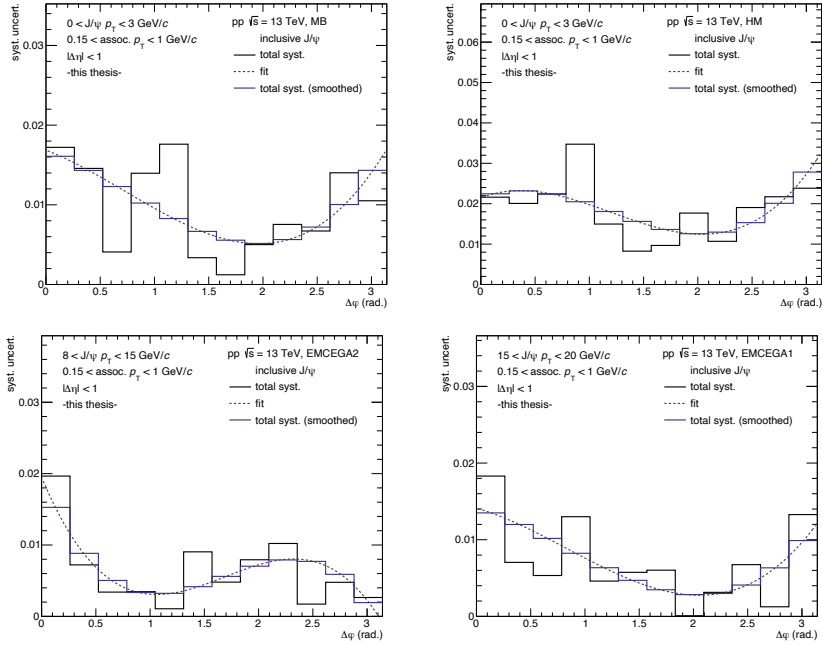 syst. uncert.
0 < J/ψ p_T < 3 GeV/c
0.15 < assoc. p_T < 1 GeV/c
|Δη| < 1
-this thesis-
pp √s = 13 TeV, MB
inclusive J/ψ
total syst.
fit
total syst. (smoothed)
0.03
0.02
0.01
0
0 0.5 1 1.5 2 2.5 3
Δφ (rad.)
syst. uncert.
0 < J/ψ p_T < 3 GeV/c
0.15 < assoc. p_T < 1 GeV/c
|Δη| < 1
-this thesis-
pp √s = 13 TeV, HM
inclusive J/ψ
total syst.
fit
total syst. (smoothed)
0.06
0.05
0.04
0.03
0.02
0.01
0
0 0.5 1 1.5 2 2.5 3
Δφ (rad.)
syst. uncert.
8 < J/ψ p_T < 15 GeV/c
0.15 < assoc. p_T < 1 GeV/c
|Δη| < 1
-this thesis-
pp √s = 13 TeV, EMCEGA2
inclusive J/ψ
total syst.
fit
total syst. (smoothed)
0.03
0.02
0.01
0
0 0.5 1 1.5 2 2.5 3
Δφ (rad.)
syst. uncert.
15 < J/ψ p_T < 20 GeV/c
0.15 < assoc. p_T < 1 GeV/c
|Δη| < 1
-this thesis-
pp √s = 13 TeV, EMCEGA1
inclusive J/ψ
total syst.
fit
total syst. (smoothed)
0.03
0.02
0.01
0
0 0.5 1 1.5 2 2.5 3
Δφ (rad.)